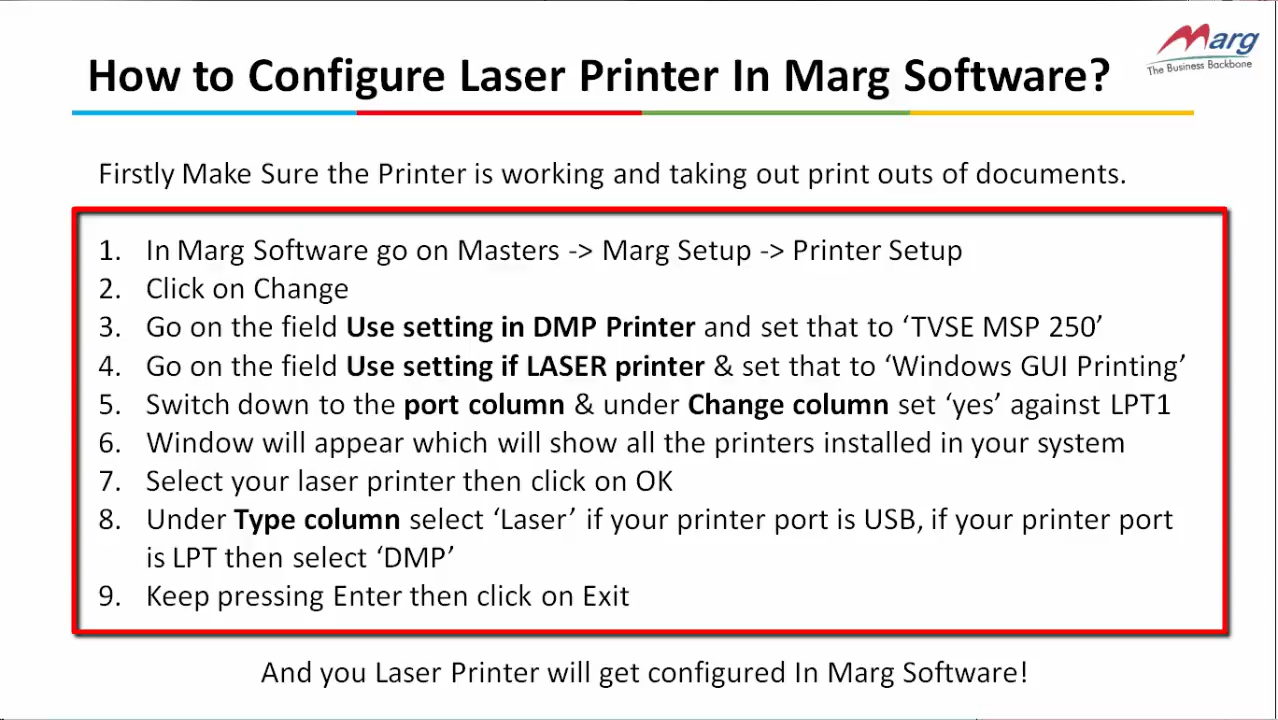 Marg
The Business Backbone
How to Configure Laser Printer In Marg Software?
Firstly Make Sure the Printer is working and taking out print outs of documents.
1. In Marg Software go on Masters -> Marg Setup -> Printer Setup
2. Click on Change
3. Go on the field Use setting in DMP Printer and set that to ‘TVSE MSP 250’
4. Go on the field Use setting if LASER printer & set that to ‘Windows GUI Printing’
5. Switch down to the port column & under Change column set ‘yes’ against LPT1
6. Window will appear which will show all the printers installed in your system
7. Select your laser printer then click on OK
8. Under Type column select ‘Laser’ if your printer port is USB, if your printer port
is LPT then select ‘DMP’
9. Keep pressing Enter then click on Exit
And you Laser Printer will get configured In Marg Software!